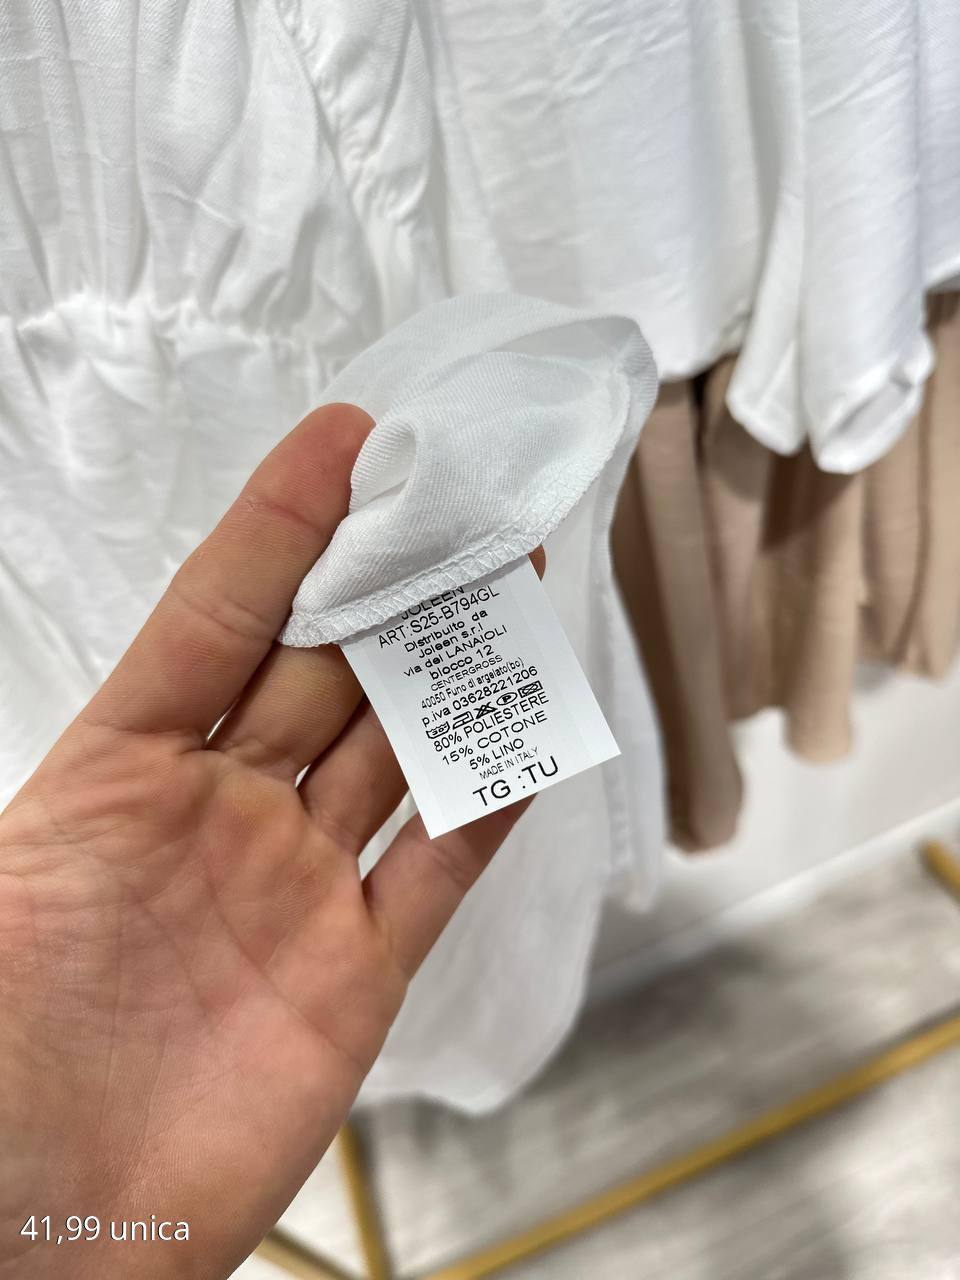 JOLEEN
ART:S25-B794GL
Distribuito da
Joleen s.r.l
via dei LANAIOLI
blocco 12
CENTERGROSS
40050 Funo di argelato(bo)
p.iva 03628221206
80% POLIESTERE
15% COTONE
5% LINO
MADE IN ITALY
TG :TU
41,99 unica